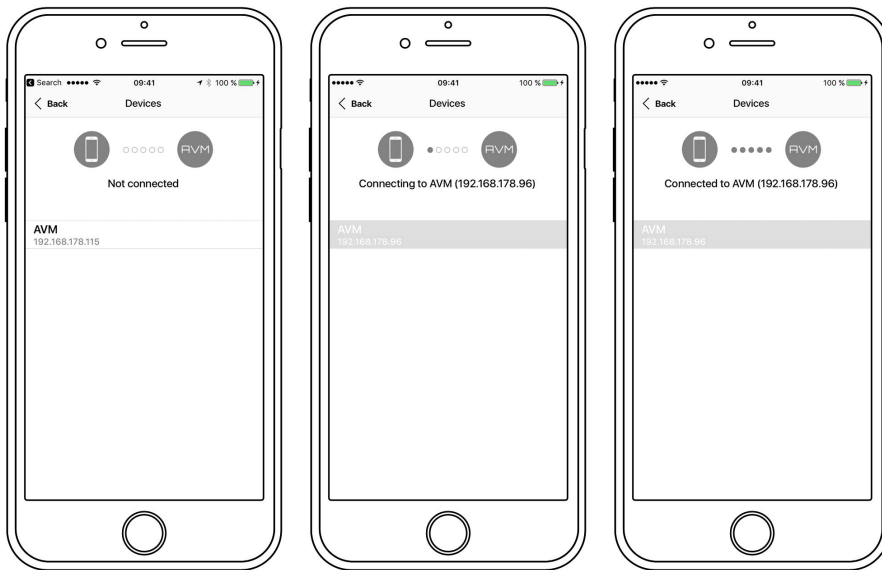 Search 09:41 100 %
Back Devices
AVM
Not connected
AVM
192.168.178.115
09:41 100 %
Back Devices
AVM
Connecting to AVM (192.168.178.96)
AVM
192.168.178.96
09:41 100 %
Back Devices
AVM
Connected to AVM (192.168.178.96)
AVM
192.168.178.96